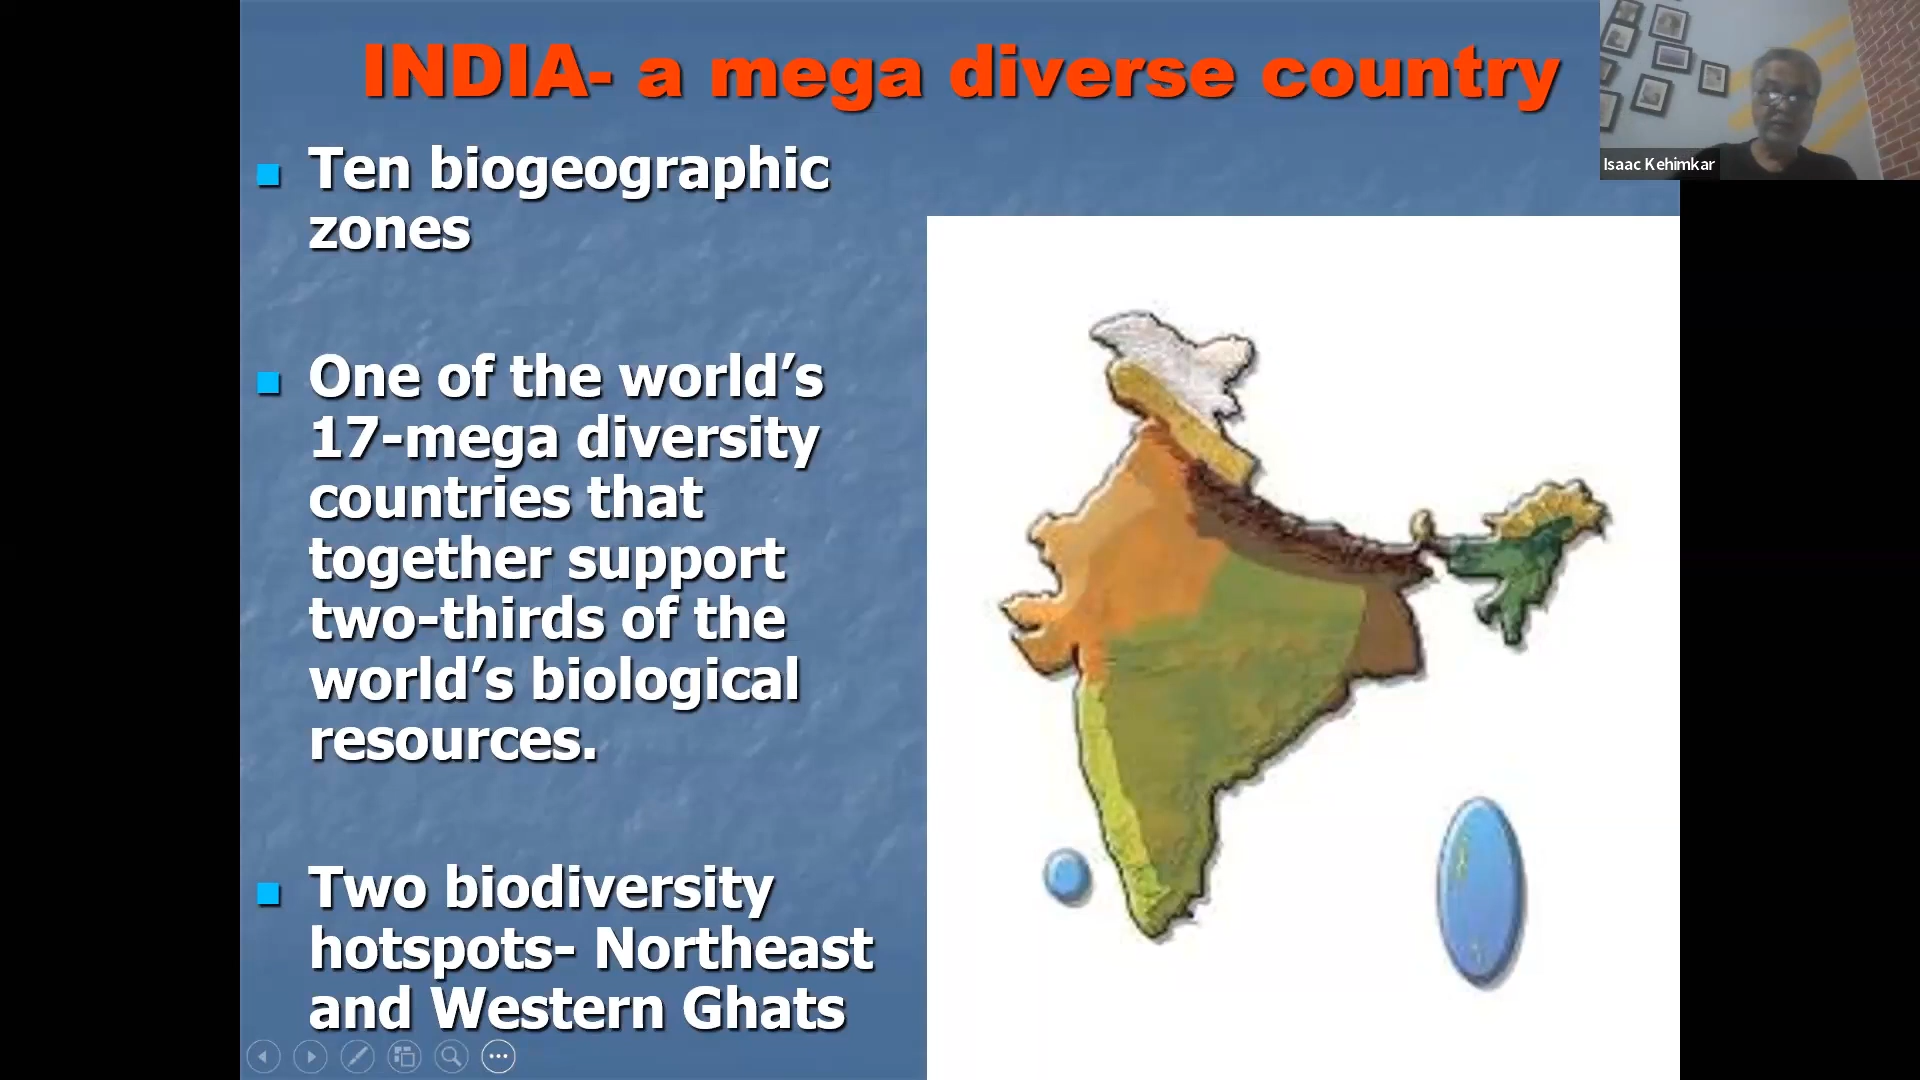 INDIA- a mega diverse country
Isaac Kehimkar
Ten biogeographic
zones
One of the world’s
17-mega diversity
countries that
together support
two-thirds of the
world’s biological
resources.
Two biodiversity
hotspots- Northeast
and Western Ghats